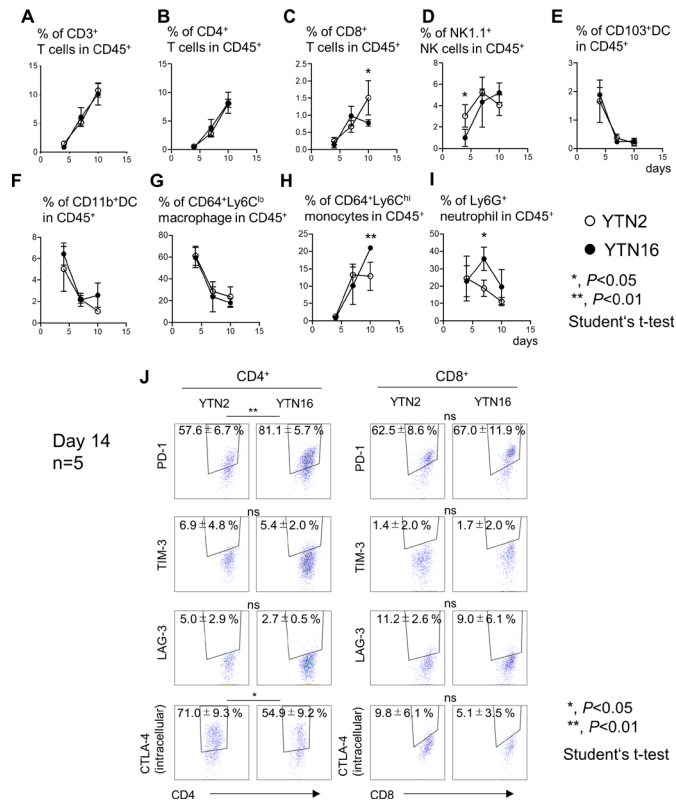 A
% of CD3⁺
T cells in CD45⁺
15
10
5
0
0 5 10 15
B
% of CD4⁺
T cells in CD45⁺
15
10
5
0
0 5 10 15
C
% of CD8⁺
T cells in CD45⁺
2.5
2.0
1.5
1.0
0.5
0.0
*
0 5 10 15
D
% of NK1.1⁺
NK cells in CD45⁺
8
6
4
2
0
*
0 5 10 15
E
% of CD103⁺DC
in CD45⁺
3
2
1
0
0 5 10 15
days
F
% of CD11b⁺DC
in CD45⁺
8
6
4
2
0
0 5 10 15
G
% of CD64⁺Ly6Cˡᵒ
macrophage in CD45⁺
80
60
40
20
0
0 5 10 15
H
% of CD64⁺Ly6Cʰⁱ
monocytes in CD45⁺
30
20
10
0
**
0 5 10 15
I
% of Ly6G⁺
neutrophil in CD45⁺
50
40
30
20
10
0
*
0 5 10 15
days
YTN2
YTN16
*, P<0.05
**, P<0.01
Student's t-test
J
Day 14
n=5
CD4⁺
YTN2 YTN16
**
PD-1
57.6 ± 6.7 % 81.1 ± 5.7 %
ns
TIM-3
6.9 ± 4.8 % 5.4 ± 2.0 %
ns
LAG-3
5.0 ± 2.9 % 2.7 ± 0.5 %
*
CTLA-4
(intracellular)
71.0 ± 9.3 % 54.9 ± 9.2 %
CD4
CD8⁺
YTN2 YTN16
ns
PD-1
62.5 ± 8.6 % 67.0 ± 11.9 %
ns
TIM-3
1.4 ± 2.0 % 1.7 ± 2.0 %
ns
LAG-3
11.2 ± 2.6 % 9.0 ± 6.1 %
ns
CTLA-4
(intracellular)
9.8 ± 6.1 % 5.1 ± 3.5 %
CD8
*, P<0.05
**, P<0.01
Student's t-test